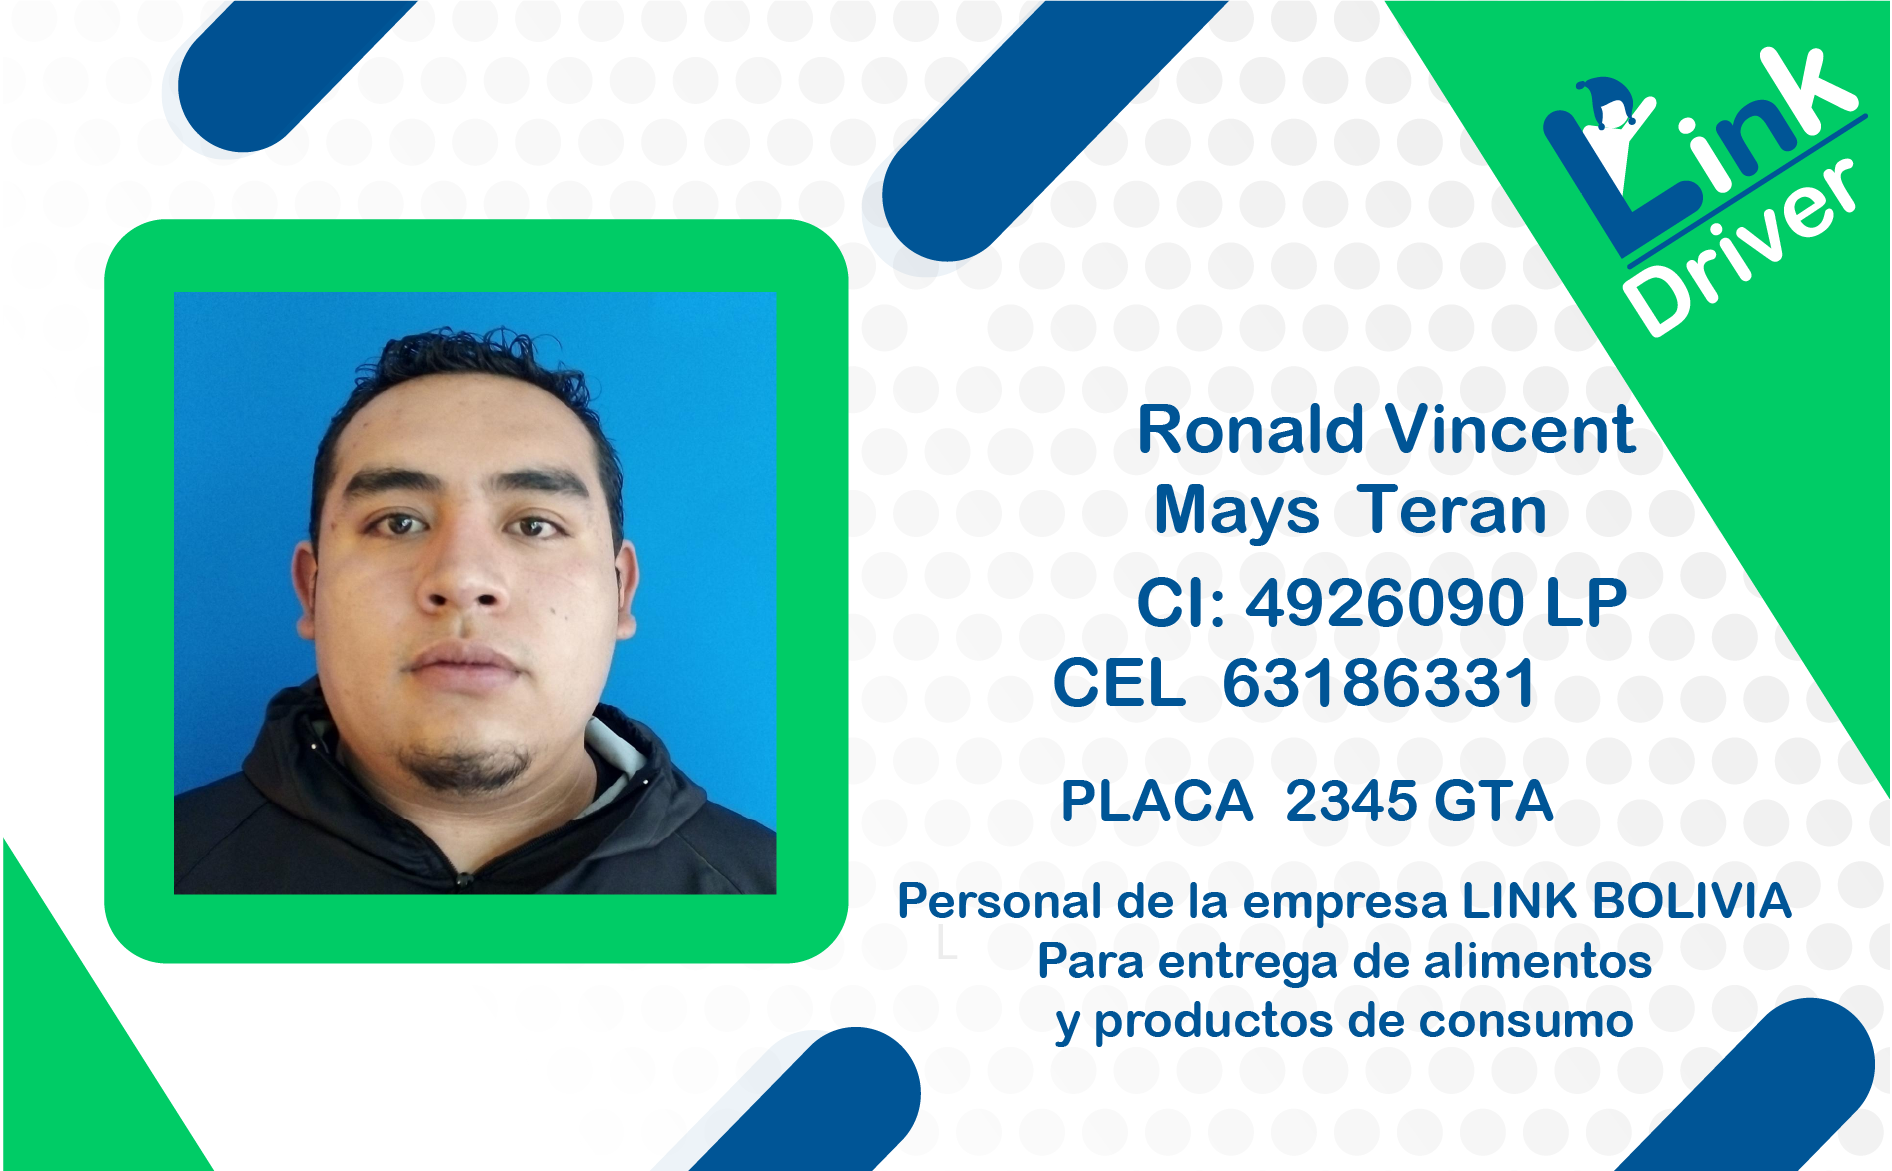 Link
Driver
Ronald Vincent
Mays Teran
CI: 4926090 LP
CEL 63186331
PLACA 2345 GTA
Personal de la empresa LINK BOLIVIA
L
Para entrega de alimentos
y productos de consumo